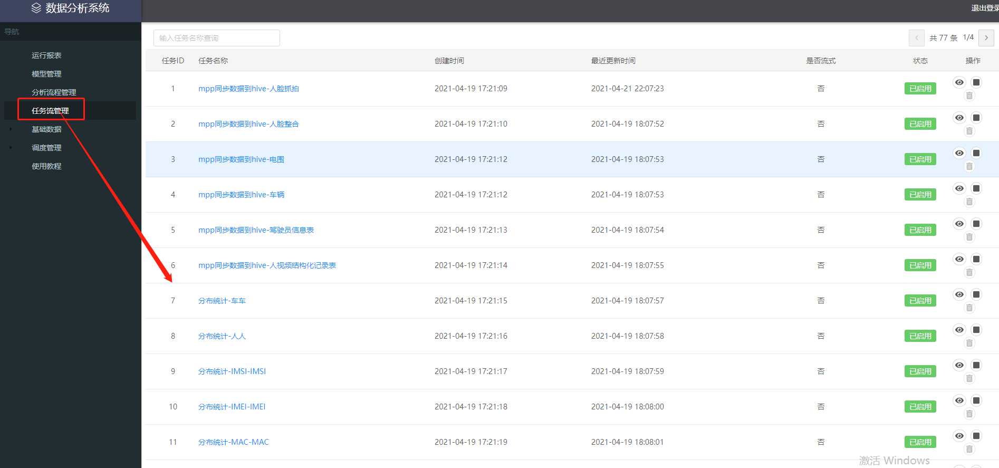 数据分析系统
退出登录
导航
运行报表
模型管理
分析流程管理
任务流管理
基础数据
调度管理
使用教程
输入任务名称查询
共 77 条 1/4
任务ID 任务名称 创建时间 最近更新时间 是否流式 状态 操作
1 mpp同步数据到hive-人脸抓拍 2021-04-19 17:21:09 2021-04-21 22:07:23 否 已启用
2 mpp同步数据到hive-人脸整合 2021-04-19 17:21:10 2021-04-19 18:07:52 否 已启用
3 mpp同步数据到hive-电围 2021-04-19 17:21:12 2021-04-19 18:07:53 否 已启用
4 mpp同步数据到hive-车辆 2021-04-19 17:21:12 2021-04-19 18:07:53 否 已启用
5 mpp同步数据到hive-驾驶员信息表 2021-04-19 17:21:13 2021-04-19 18:07:54 否 已启用
6 mpp同步数据到hive-人视频结构化记录表 2021-04-19 17:21:14 2021-04-19 18:07:55 否 已启用
7 分布统计-车车 2021-04-19 17:21:15 2021-04-19 18:07:57 否 已启用
8 分布统计-人人 2021-04-19 17:21:16 2021-04-19 18:07:58 否 已启用
9 分布统计-IMSI-IMSI 2021-04-19 17:21:17 2021-04-19 18:07:59 否 已启用
10 分布统计-IMEI-IMEI 2021-04-19 17:21:18 2021-04-19 18:08:00 否 已启用
11 分布统计-MAC-MAC 2021-04-19 17:21:19 2021-04-19 18:08:01 否 已启用
激活 Windows